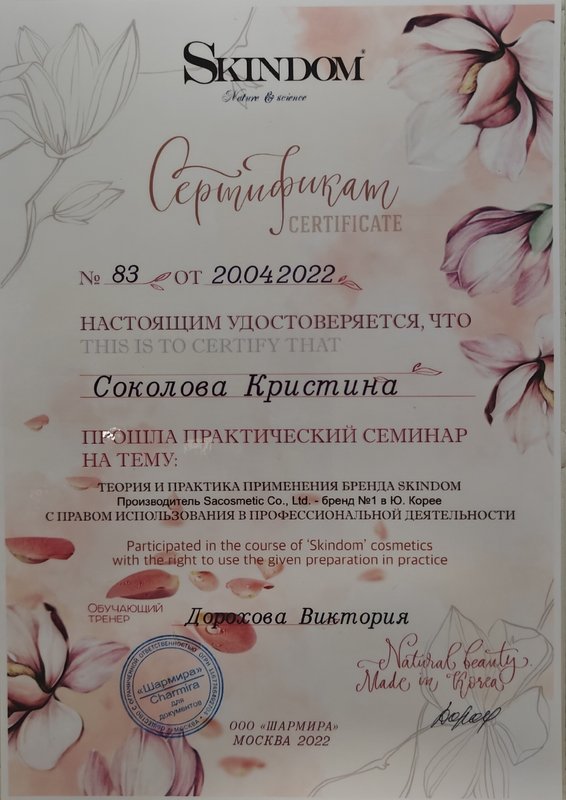 SKINDOM®
Nature & science
Сертификат
CERTIFICATE
№ 83 ОТ 20.04.2022
НАСТОЯЩИМ УДОСТОВЕРЯЕТСЯ, ЧТО
THIS IS TO CERTIFY THAT
Соколова Кристина
ПРОШЛА ПРАКТИЧЕСКИЙ СЕМИНАР
НА ТЕМУ:
ТЕОРИЯ И ПРАКТИКА ПРИМЕНЕНИЯ БРЕНДА SKINDOM
Производитель Sacosmetic Co., Ltd. - бренд №1 в Ю. Корее
С ПРАВОМ ИСПОЛЬЗОВАНИЯ В ПРОФЕССИОНАЛЬНОЙ ДЕЯТЕЛЬНОСТИ
Participated in the course of 'Skindom' cosmetics
with the right to use the given preparation in practice
ОБУЧАЮЩИЙ
ТРЕНЕР
Дорохова Виктория
Natural beauty
Made in Korea
«Шармира»
Charmira
для
документов
ООО «ШАРМИРА»
МОСКВА 2022